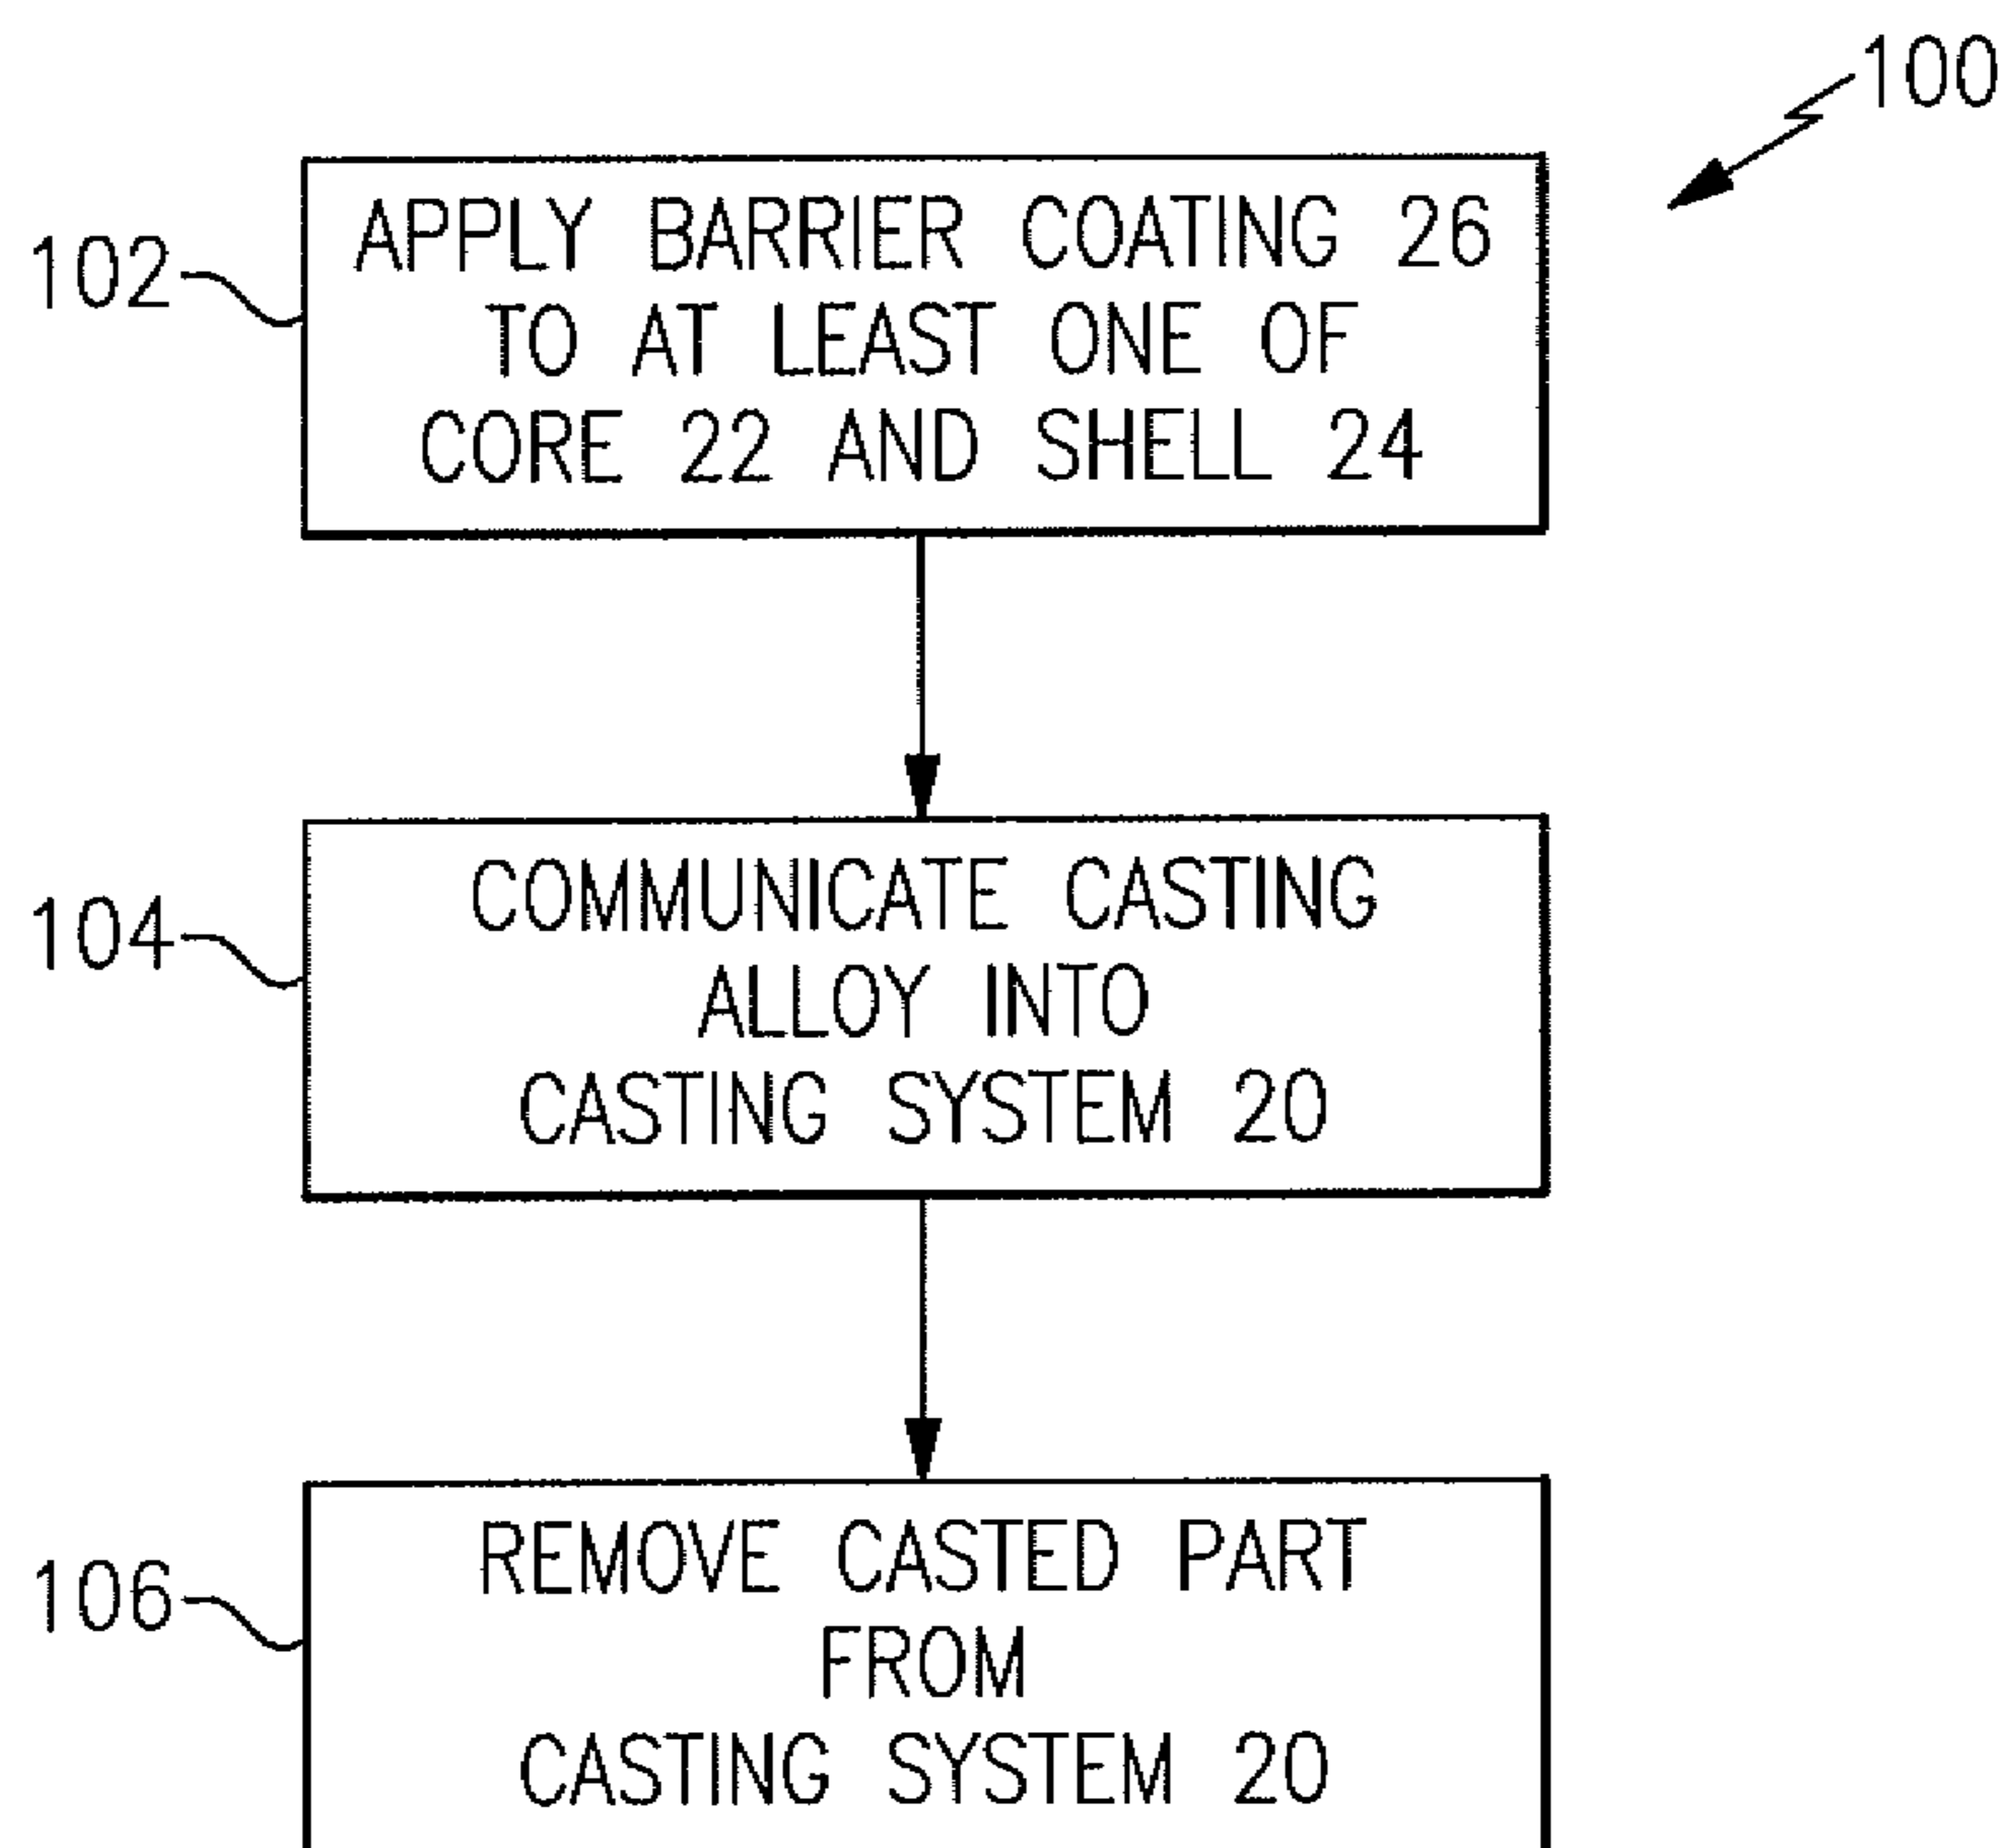 100
102
APPLY BARRIER COATING 26
TO AT LEAST ONE OF
CORE 22 AND SHELL 24
104
COMMUNICATE CASTING
ALLOY INTO
CASTING SYSTEM 20
106
REMOVE CASTED PART
FROM
CASTING SYSTEM 20